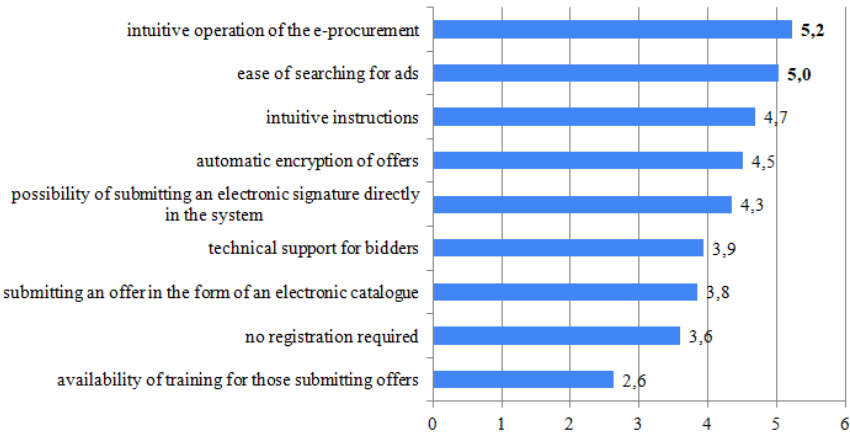 intuitive operation of the e-procurement 5,2
ease of searching for ads 5,0
intuitive instructions 4,7
automatic encryption of offers 4,5
possibility of submitting an electronic signature directly
in the system 4,3
technical support for bidders 3,9
submitting an offer in the form of an electronic catalogue 3,8
no registration required 3,6
availability of training for those submitting offers 2,6
0 1 2 3 4 5 6